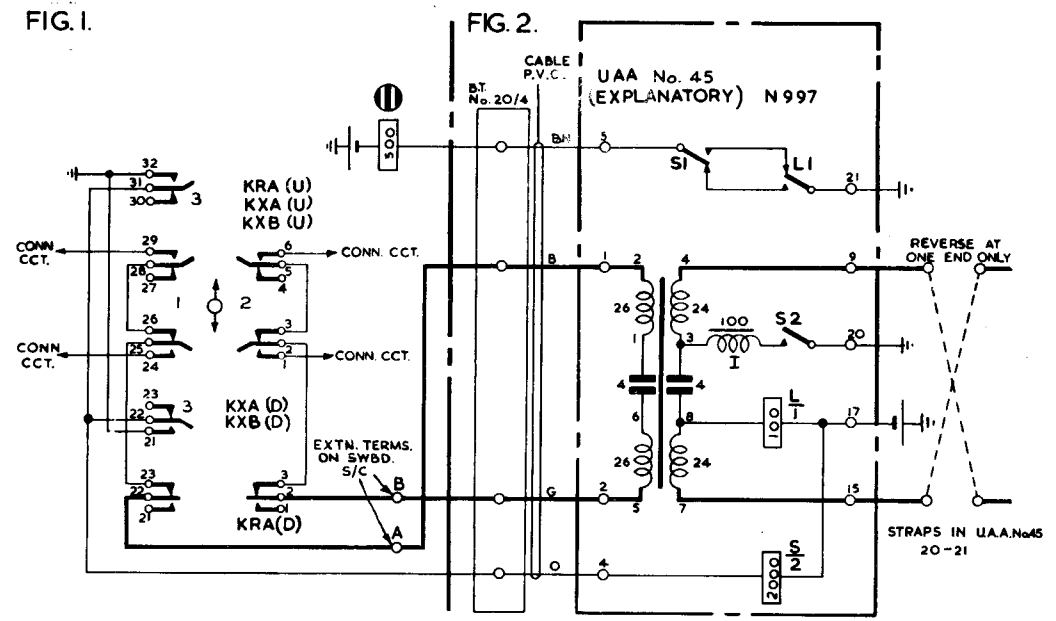 FIG. 1.
FIG. 2.
CABLE
P.V.C.
B.T.
No. 20/4
UAA No. 45
(EXPLANATORY) N997
500
BN
5
S1
L1
21
32
31
30
3
KRA (U)
KXA (U)
KXB (U)
CONN
CCT.
29
28
27
6
5
4
CONN. CCT.
1
2
26
25
24
3
2
1
CONN
CCT.
CONN. CCT.
23
22
21
3
KXA (D)
KXB (D)
EXTN. TERMS.
ON SWBD.
S/C
23
22
21
3
2
1
KRA (D)
B
A
B
1
2
4
9
REVERSE AT
ONE END ONLY
26
24
1
3
100
I
S2
20
4
4
6
8
L
1
100
17
26
24
G
2
5
7
15
STRAPS IN U.A.A. No45
20-21
O
4
S
2
2000